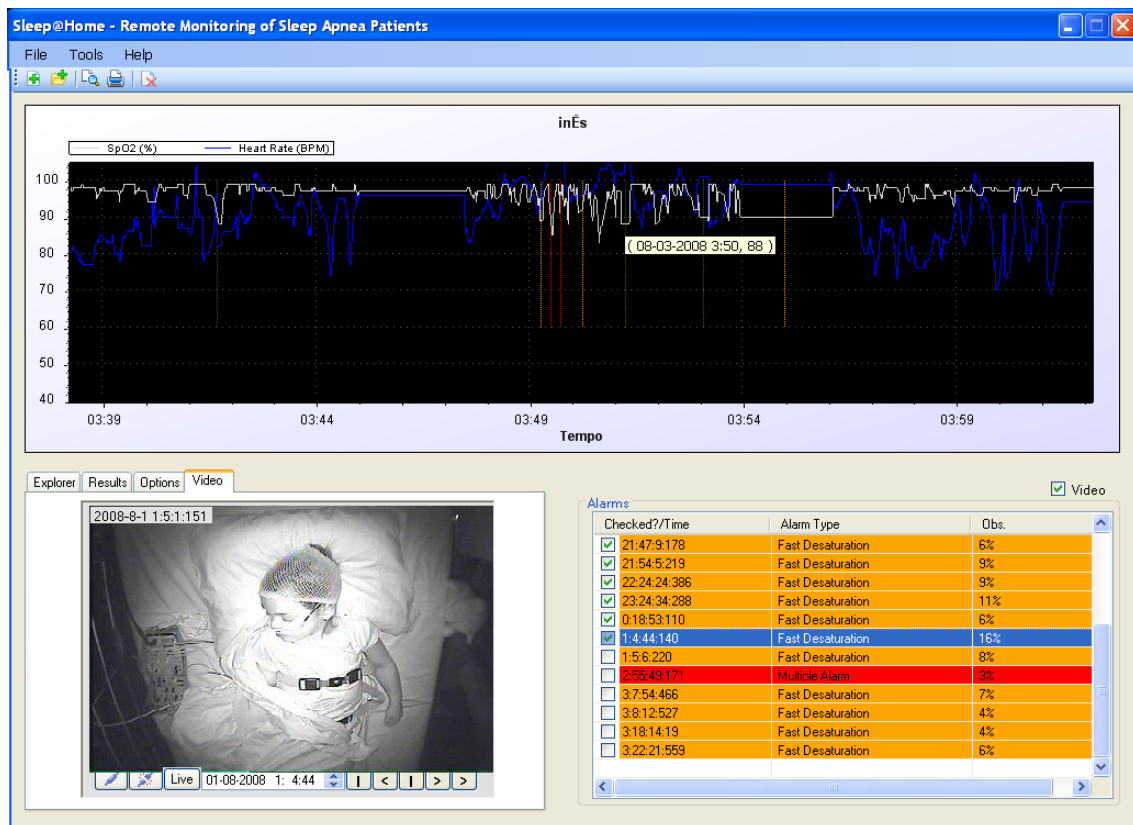 Sleep@Home - Remote Monitoring of Sleep Apnea Patients
File Tools Help
inÊs
SpO2 (%) Heart Rate (BPM)
100
90
80
70
60
50
40
( 08-03-2008 3:50, 88 )
03:39 03:44 03:49 03:54 03:59
Tempo
Explorer Results Options Video
Video
2008-8-1 1:5:1:151
Live 01-08-2008 1: 4:44 | < | > >
Alarms
Checked?/Time Alarm Type Obs.
21:47:9:178 Fast Desaturation 6%
21:54:5:219 Fast Desaturation 9%
22:24:24:386 Fast Desaturation 9%
23:24:34:288 Fast Desaturation 11%
0:18:53:110 Fast Desaturation 6%
1:4:44:140 Fast Desaturation 16%
1:5:6:220 Fast Desaturation 8%
2:55:49:171 Multiple Alarm 3%
3:7:54:466 Fast Desaturation 7%
3:8:12:527 Fast Desaturation 4%
3:18:14:19 Fast Desaturation 4%
3:22:21:559 Fast Desaturation 6%